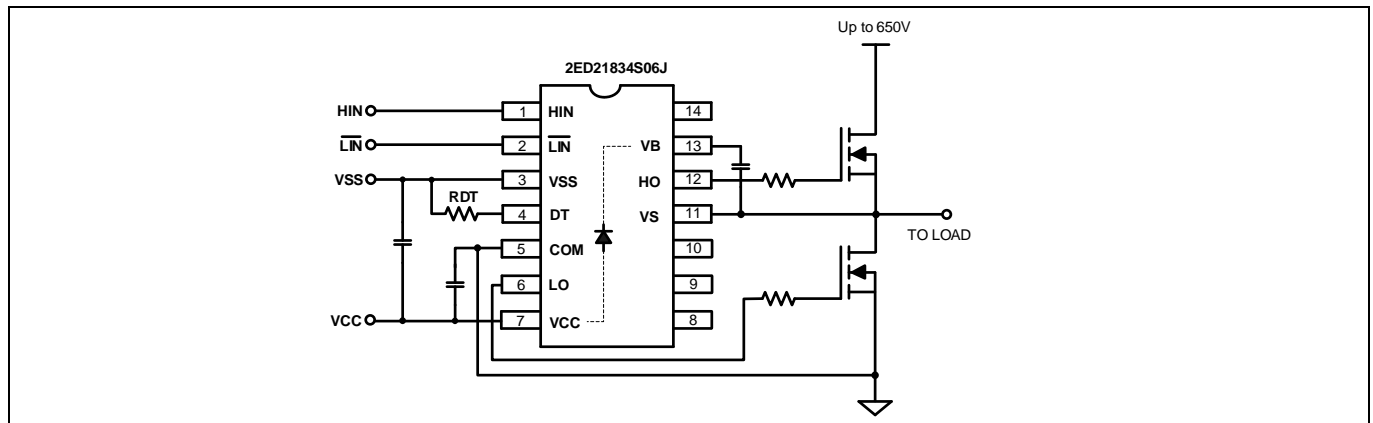 Up to 650V
2ED21834S06J
HIN
1
HIN
14
LIN
2
LIN
VB
13
VSS
3
VSS
HO
12
RDT
4
DT
VS
11
TO LOAD
5
COM
10
6
LO
9
VCC
7
VCC
8